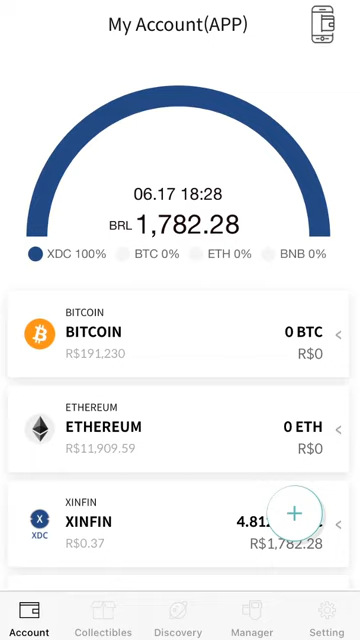 My Account(APP)
06.17 18:28
BRL 1,782.28
XDC 100% BTC 0% ETH 0% BNB 0%
BITCOIN
BITCOIN 0 BTC <
R$191,230 R$0
ETHEREUM
ETHEREUM 0 ETH <
R$11,909.59 R$0
XINFIN
X
XINFIN <
XDC
R$0.37 R$1,782.28
Account Collectibles Discovery Manager Setting